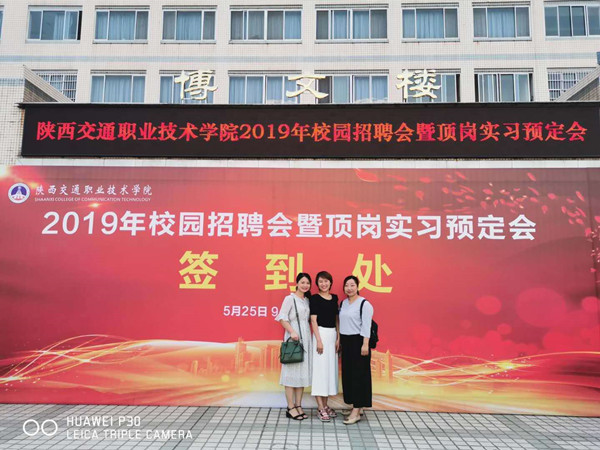 博文楼
陕西交通职业技术学院2019年校园招聘会暨顶岗实习预定会
陕西交通职业技术学院
SHAANXI COLLEGE OF COMMUNICATION TECHNOLOGY
2019年校园招聘会暨顶岗实习预定会
签到处
5月25日 9
HUAWEI P30
LEICA TRIPLE CAMERA